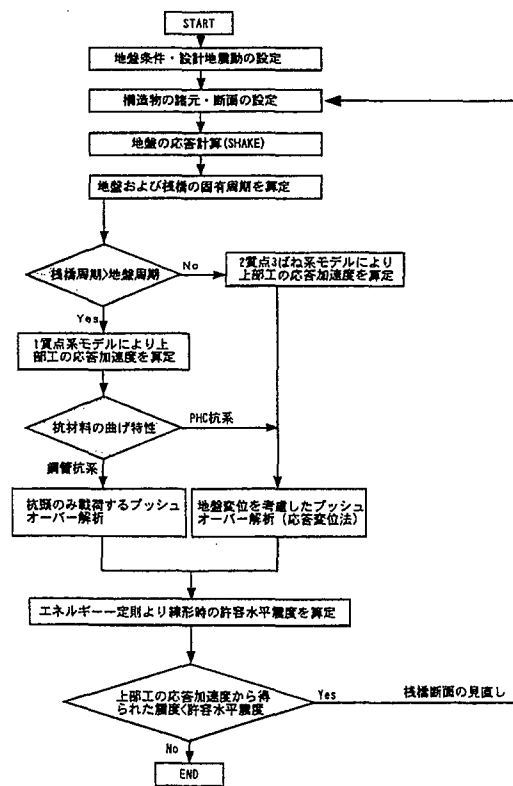 START
地盤条件・設計地震動の設定
構造物の諸元・断面の設定
地盤の応答計算(SHAKE)
地盤および桟橋の固有周期を算定
桟橋周期>地盤周期
No
2質点3ばね系モデルにより
上部工の応答加速度を算定
Yes
1質点系モデルにより上
部工の応答加速度を算定
杭材料の曲げ特性
PHC杭系
鋼管杭系
杭頭のみ載荷するプッシュ
オーバー解析
地盤変位を考慮したプッシュ
オーバー解析(応答変位法)
エネルギー一定則より線形時の許容水平震度を算定
上部工の応答加速度から得
られた震度<許容水平震度
Yes
桟橋断面の見直し
No
END